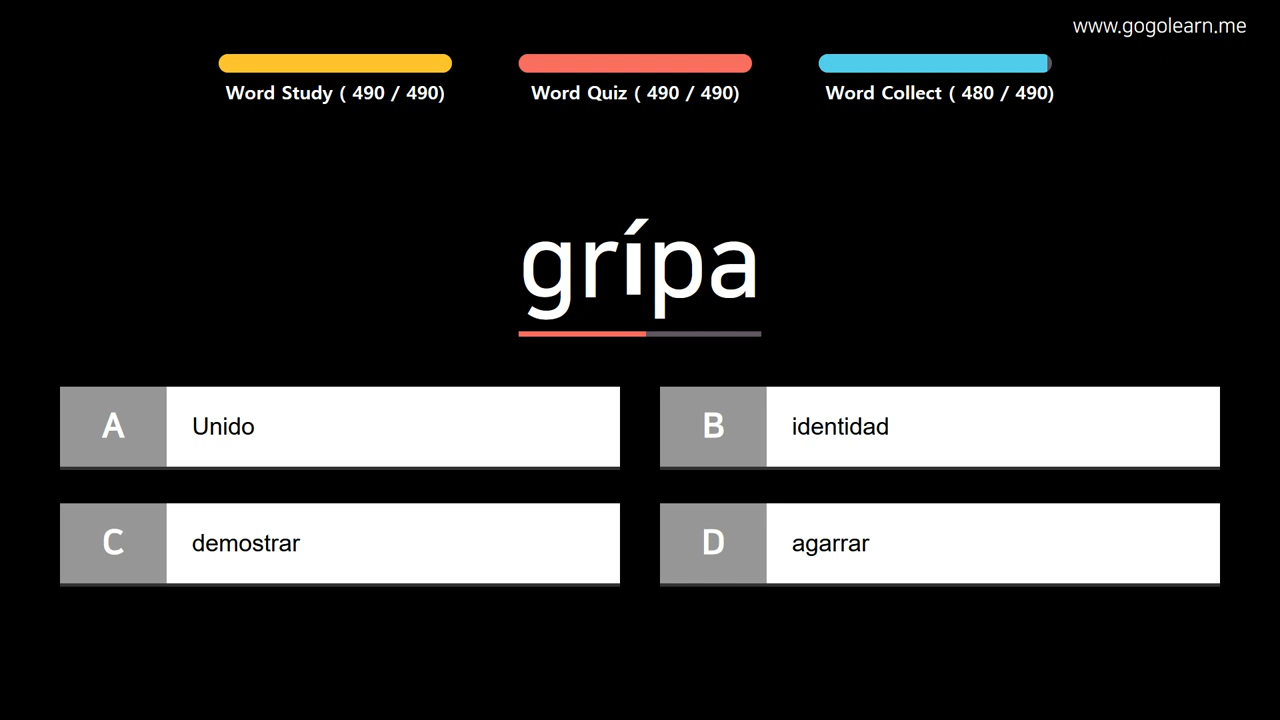 www.gogolearn.me
Word Study ( 490 / 490)
Word Quiz ( 490 / 490)
Word Collect ( 480 / 490)
grípa
A Unido
B identidad
C demostrar
D agarrar